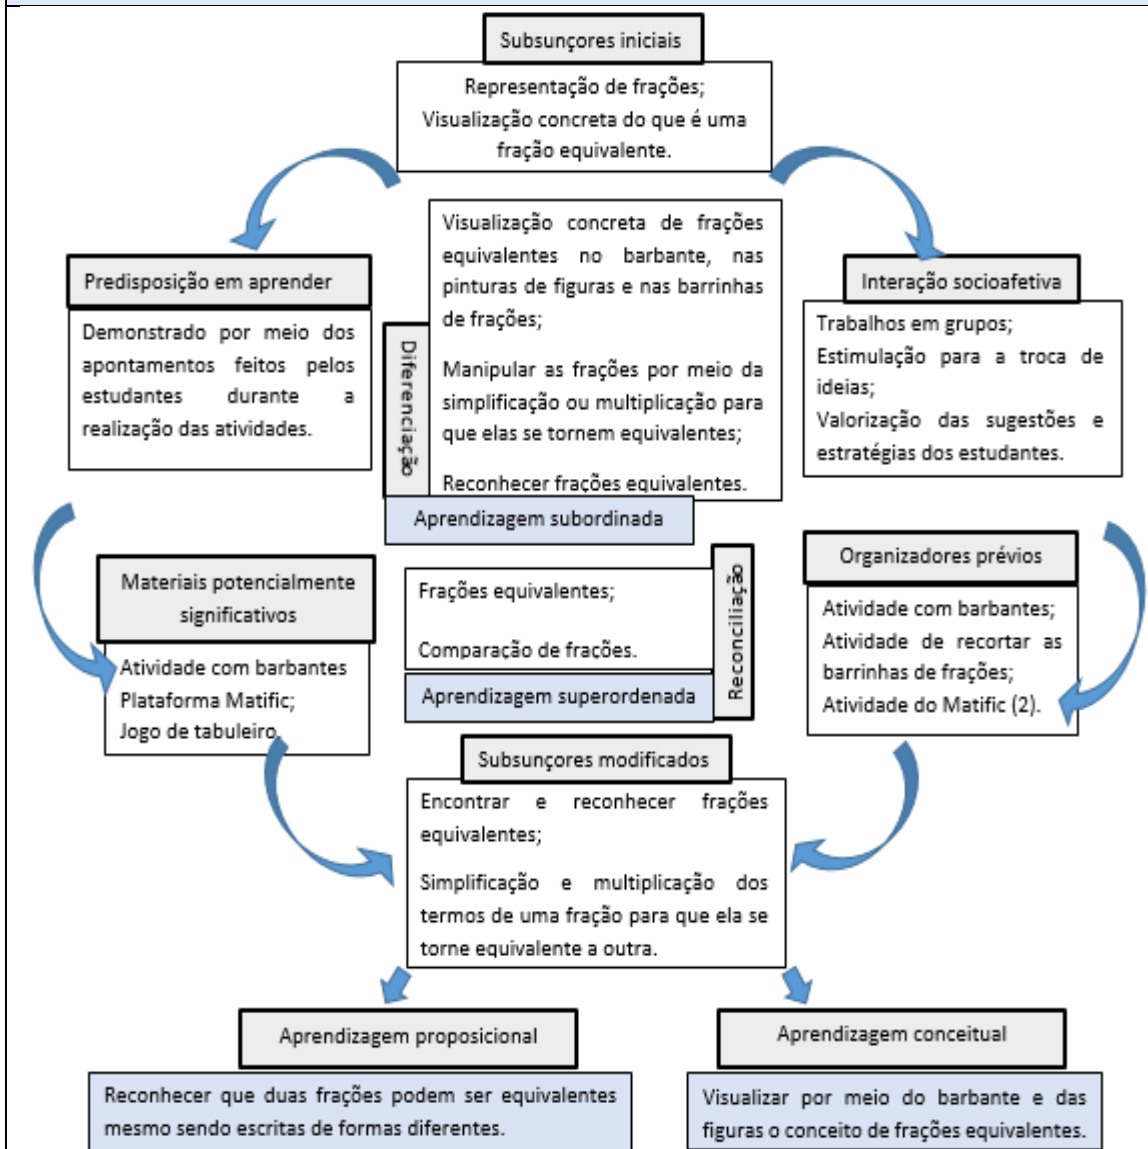 Subsunçores iniciais
Representação de frações;
Visualização concreta do que é uma
fração equivalente.
Predisposição em aprender
Demonstrado por meio dos
apontamentos feitos pelos
estudantes durante a
realização das atividades.
Diferenciação
Visualização concreta de frações
equivalentes no barbante, nas
pinturas de figuras e nas barrinhas
de frações;
Manipular as frações por meio da
simplificação ou multiplicação para
que elas se tornem equivalentes;
Reconhecer frações equivalentes.
Aprendizagem subordinada
Interação socioafetiva
Trabalhos em grupos;
Estimulação para a troca de
ideias;
Valorização das sugestões e
estratégias dos estudantes.
Materiais potencialmente
significativos
Atividade com barbantes
Plataforma Matific;
Jogo de tabuleiro.
Frações equivalentes;
Comparação de frações.
Aprendizagem superordenada
Reconciliação
Organizadores prévios
Atividade com barbantes;
Atividade de recortar as
barrinhas de frações;
Atividade do Matific (2).
Subsunçores modificados
Encontrar e reconhecer frações
equivalentes;
Simplificação e multiplicação dos
termos de uma fração para que ela se
torne equivalente a outra.
Aprendizagem proposicional
Reconhecer que duas frações podem ser equivalentes
mesmo sendo escritas de formas diferentes.
Aprendizagem conceitual
Visualizar por meio do barbante e das
figuras o conceito de frações equivalentes.